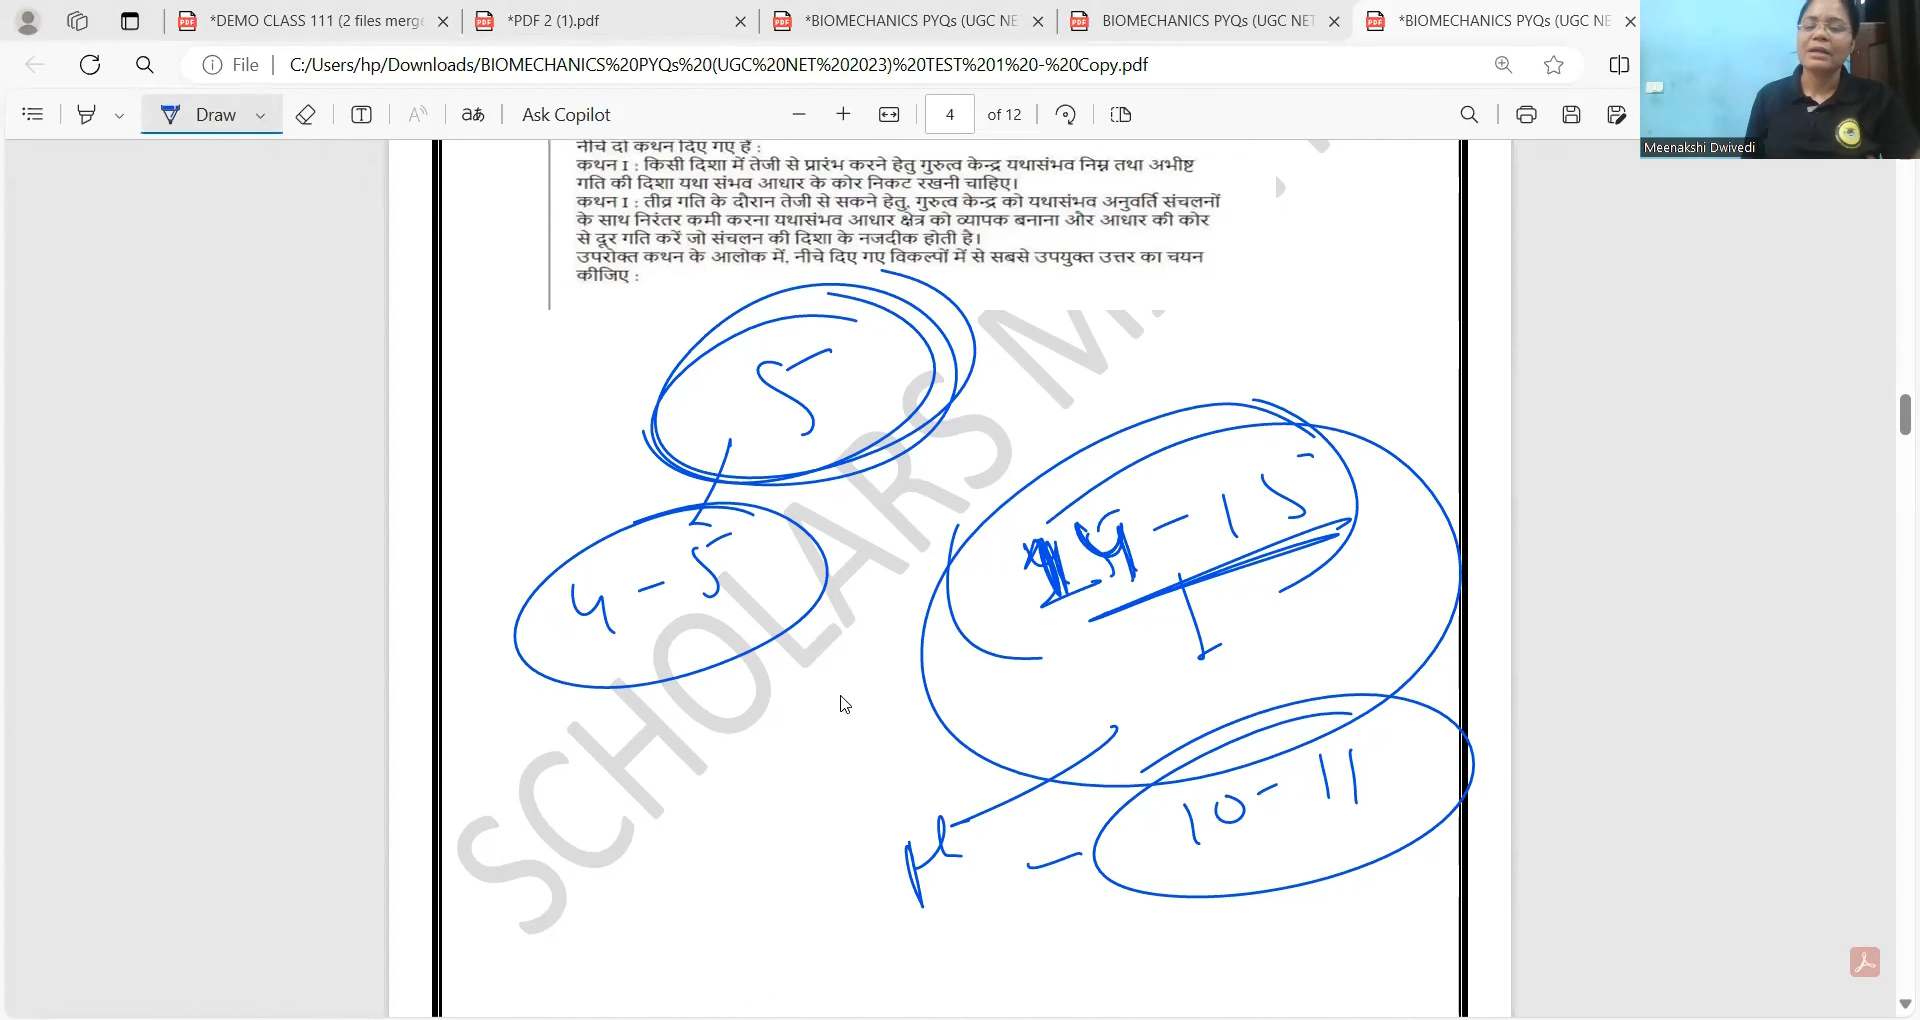 *DEMO CLASS 111 (2 files merge
*PDF 2 (1).pdf
*BIOMECHANICS PYQs (UGC NE
BIOMECHANICS PYQs (UGC NET
*BIOMECHANICS PYQs (UGC NE
File
C:/Users/hp/Downloads/BIOMECHANICS%20PYQs%20(UGC%20NET%202023)%20TEST%201%20-%20Copy.pdf
Draw
aあ
Ask Copilot
4 of 12
Meenakshi Dwivedi
नीचे दो कथन दिए गए हैं :
कथन I : किसी दिशा में तेजी से प्रारंभ करने हेतु गुरुत्व केन्द्र यथासंभव निम्न तथा अभीष्ट
गति की दिशा यथा संभव आधार के कोर निकट रखनी चाहिए।
कथन I : तीव्र गति के दौरान तेजी से सकने हेतु, गुरुत्व केन्द्र को यथासंभव अनुवर्ति संचलनों
के साथ निरंतर कमी करना यथासंभव आधार क्षेत्र को व्यापक बनाना और आधार की कोर
से दूर गति करें जो संचलन की दिशा के नजदीक होती है।
उपरोक्त कथन के आलोक में, नीचे दिए गए विकल्पों में से सबसे उपयुक्त उत्तर का चयन
कीजिए :
5
4 - 5
- 15
10 - 11
SCHOLARS M